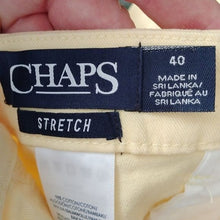 CHAPS
STRETCH
40
MADE IN
SRI LANKA /
FABRIQUÉ AU
SRI LANKA